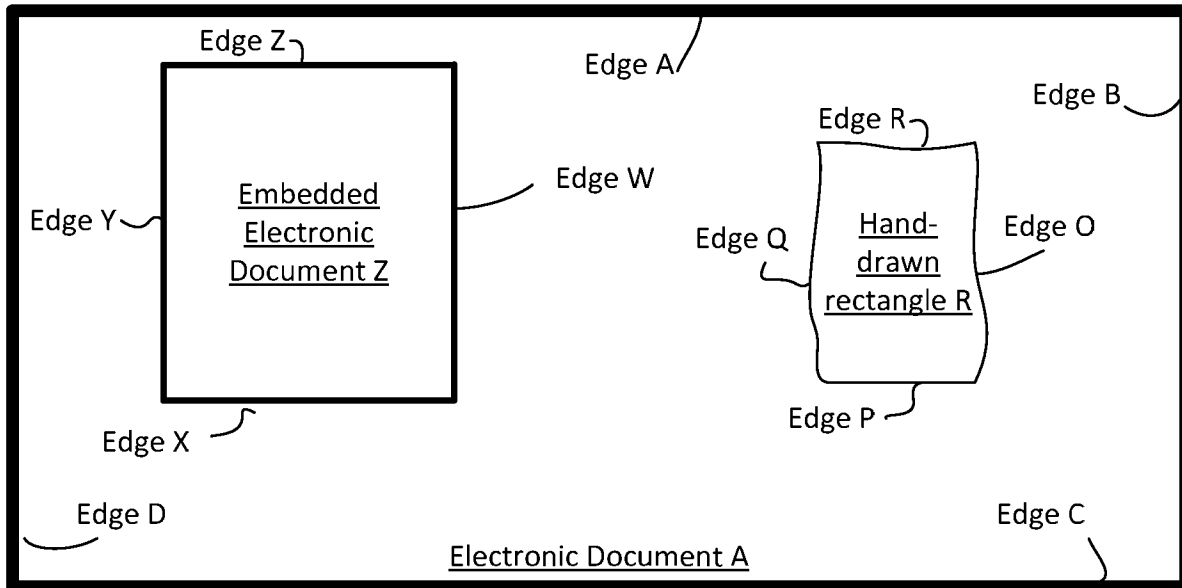 Edge Z
Edge A
Edge B
Edge R
Embedded
Electronic
Document Z
Edge W
Edge Y
Edge Q
Hand-
drawn
rectangle R
Edge O
Edge X
Edge P
Edge D
Edge C
Electronic Document A